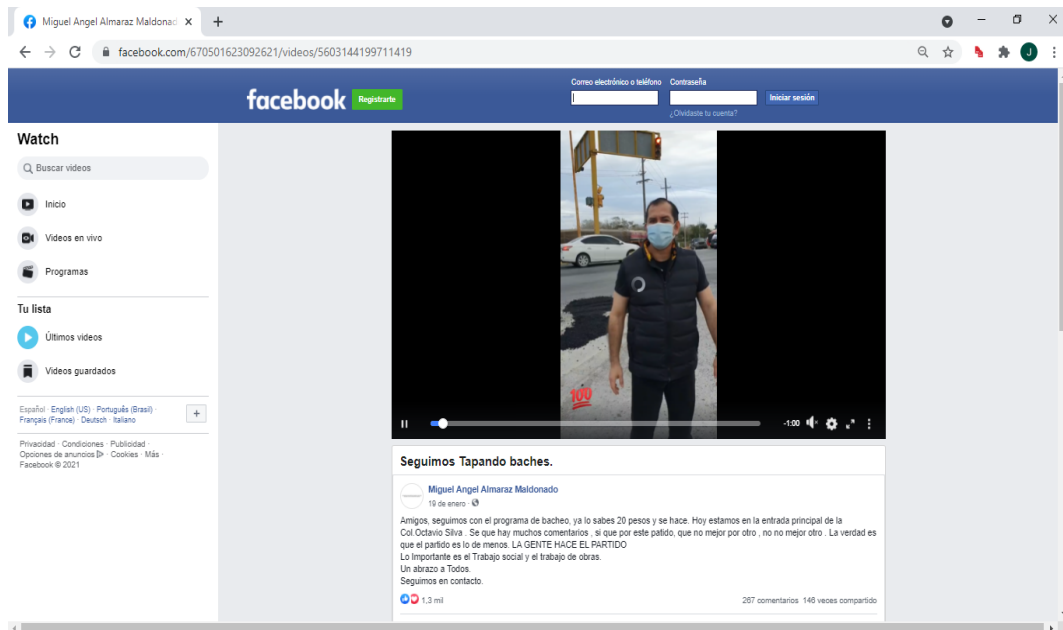 Miguel Angel Almaraz Maldonad
facebook.com/670501623092621/videos/5603144199711419
J
facebook
Registrarte
Correo electrónico o teléfono
Contraseña
Iniciar sesión
¿Olvidaste tu cuenta?
Watch
Buscar videos
Inicio
Videos en vivo
Programas
Tu lista
Últimos videos
Videos guardados
Español · English (US) · Português (Brasil) ·
Français (France) · Deutsch · Italiano
Privacidad · Condiciones · Publicidad ·
Opciones de anuncios · Cookies · Más ·
Facebook © 2021
100
-1:00
Seguimos Tapando baches.
Miguel Angel Almaraz Maldonado
19 de enero ·
Amigos, seguimos con el programa de bacheo, ya lo sabes 20 pesos y se hace. Hoy estamos en la entrada principal de la
Col.Octavio Silva . Se que hay muchos comentarios , si que por este patido, que no mejor por otro , no no mejor otro . La verdad es
que el partido es lo de menos. LA GENTE HACE EL PARTIDO
Lo Importante es el Trabajo social y el trabajo de obras.
Un abrazo a Todos.
Seguimos en contacto.
1,3 mil
267 comentarios 146 veces compartido